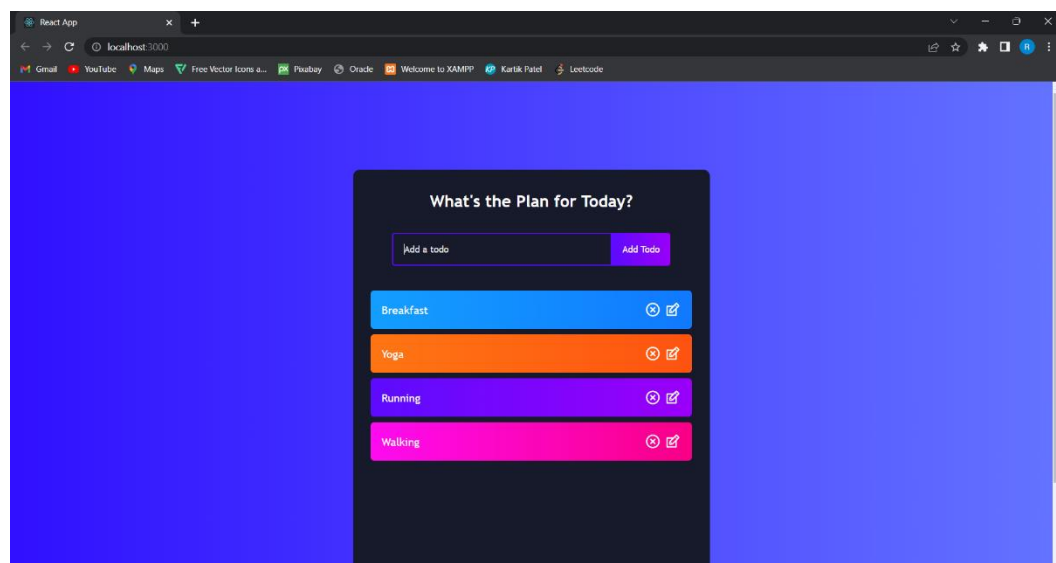 React App
localhost:3000
Gmail YouTube Maps Free Vector Icons a... Pixabay Oracle Welcome to XAMPP Kartik Patel Leetcode
What's the Plan for Today?
Add a todo Add Todo
Breakfast
Yoga
Running
Walking